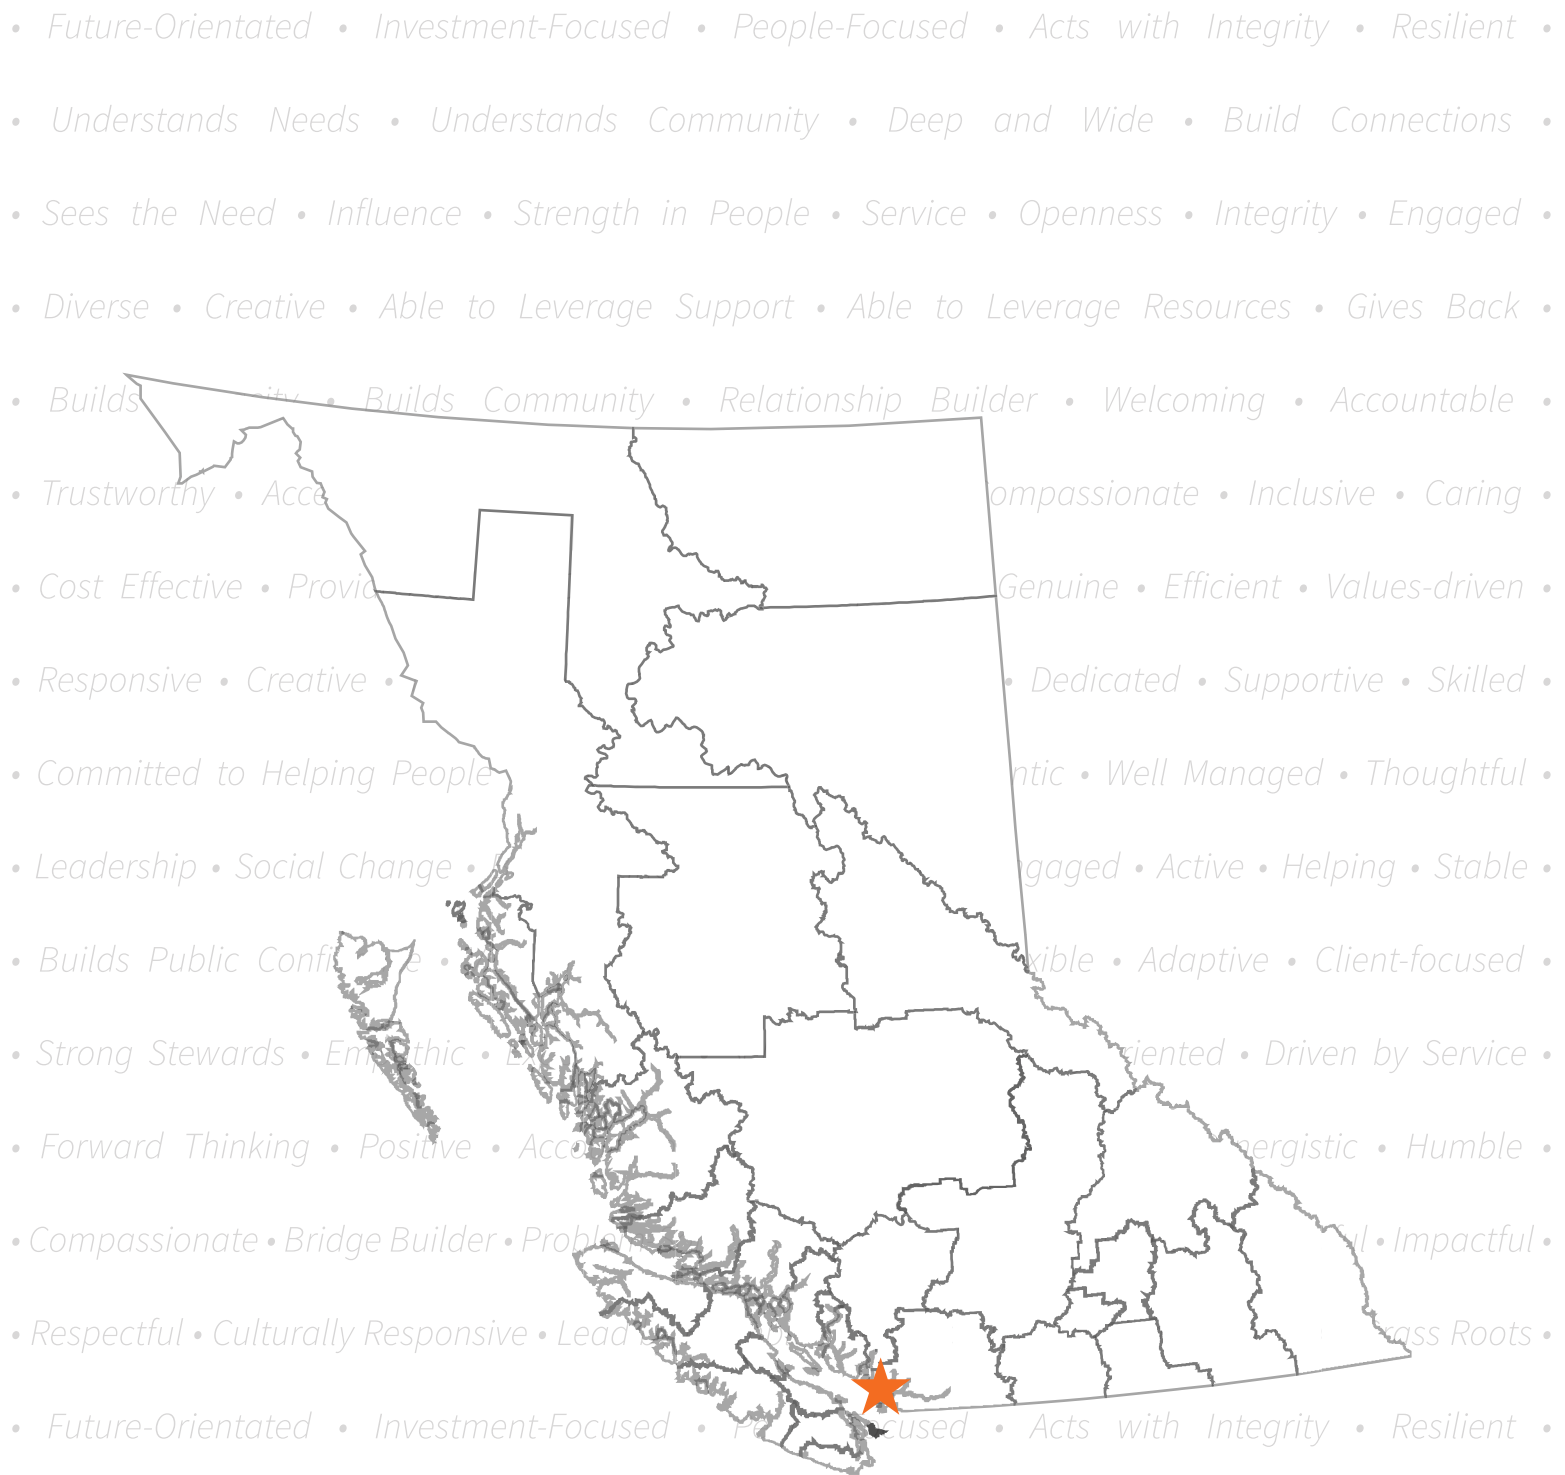 • Future-Orientated • Investment-Focused • People-Focused • Acts with Integrity • Resilient •
• Understands Needs • Understands Community • Deep and Wide • Build Connections •
• Sees the Need • Influence • Strength in People • Service • Openness • Integrity • Engaged •
• Diverse • Creative • Able to Leverage Support • Able to Leverage Resources • Gives Back •
• Builds • Builds Community • Relationship Builder • Welcoming • Accountable •
• Trustworthy • • Inclusive • Caring •
• Cost Effective • Genuine • Efficient • Values-driven •
• Responsive • Creative • • Dedicated • Supportive • Skilled •
• Committed to Helping People • Well Managed • Thoughtful •
• Leadership • Social Change • • Active • Helping • Stable •
• Builds Public • • Adaptive • Client-focused •
• Strong Stewards • • • Driven by Service •
• Forward Thinking • Positive • • Humble •
• Compassionate • Bridge Builder • • Impactful •
• Respectful • Culturally Responsive • Lead Roots •
• Future-Orientated • Investment-Focused • • Acts with Integrity • Resilient •